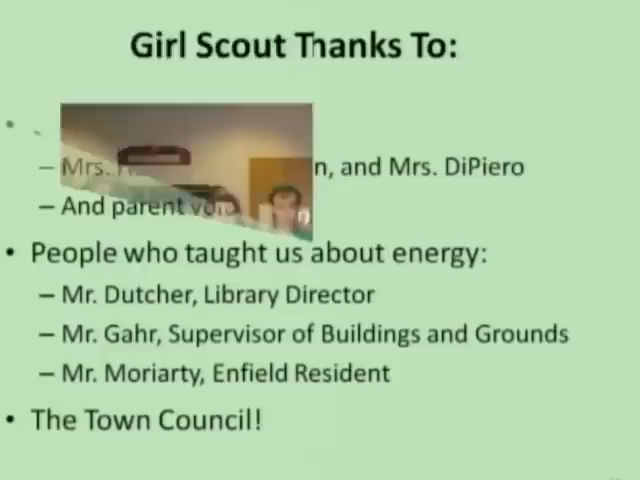 Girl Scout Thanks To:
– Mrs. n, and Mrs. DiPiero
– And parent
• People who taught us about energy:
– Mr. Dutcher, Library Director
– Mr. Gahr, Supervisor of Buildings and Grounds
– Mr. Moriarty, Enfield Resident
• The Town Council!